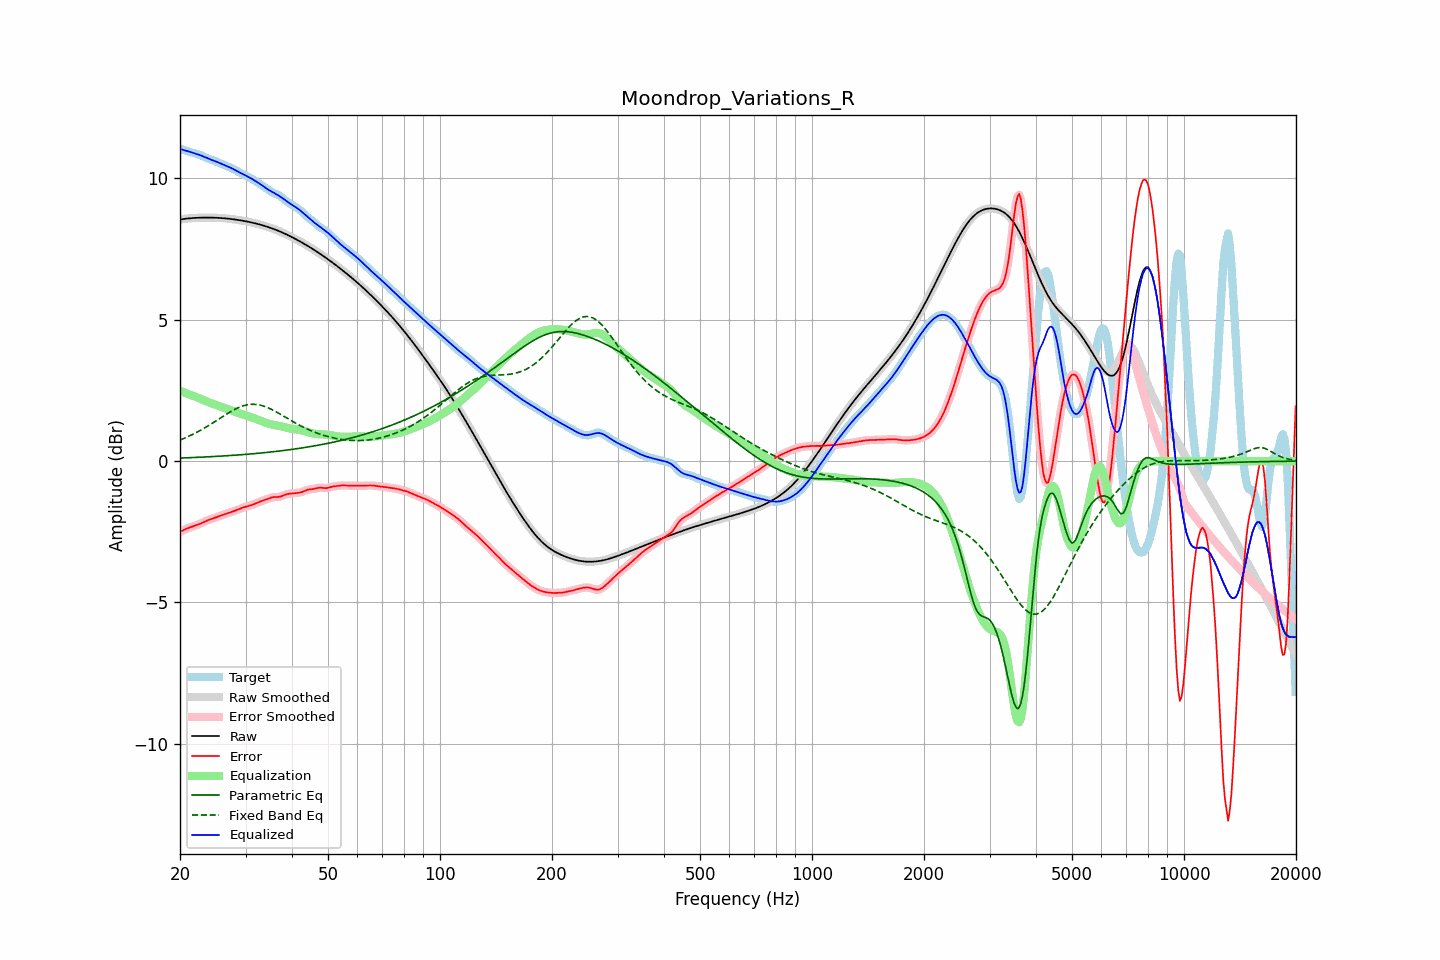 Moondrop_Variations_R
Amplitude (dBr)
10
5
0
−5
−10
Target
Raw Smoothed
Error Smoothed
Raw
Error
Equalization
Parametric Eq
Fixed Band Eq
Equalized
20 50 100 200 500 1000 2000 5000 10000 20000
Frequency (Hz)